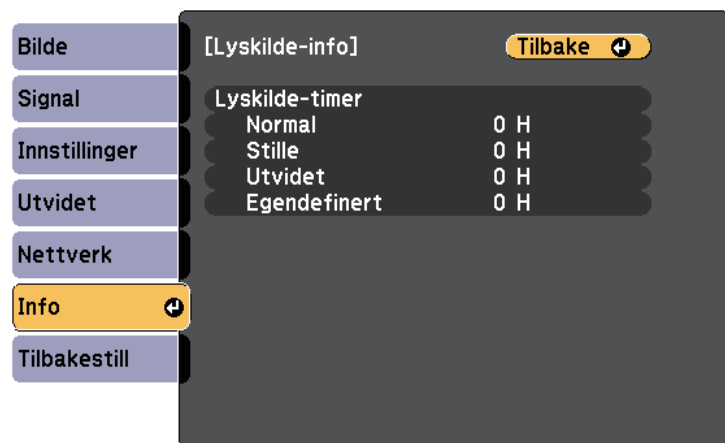 Bilde
Signal
Innstillinger
Utvidet
Nettverk
Info
Tilbakestill
[Lyskilde-info] Tilbake
Lyskilde-timer
Normal 0 H
Stille 0 H
Utvidet 0 H
Egendefinert 0 H